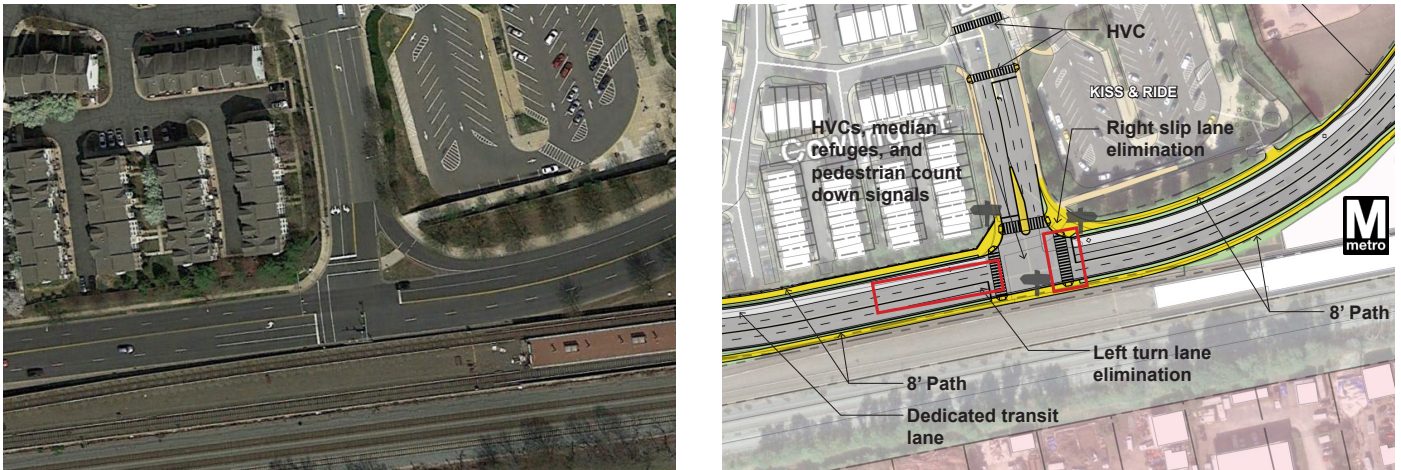 HVC
KISS & RIDE
HVCs, median
refuges, and
pedestrian count
down signals
Right slip lane
elimination
M
metro
8' Path
Left turn lane
elimination
8' Path
Dedicated transit
lane